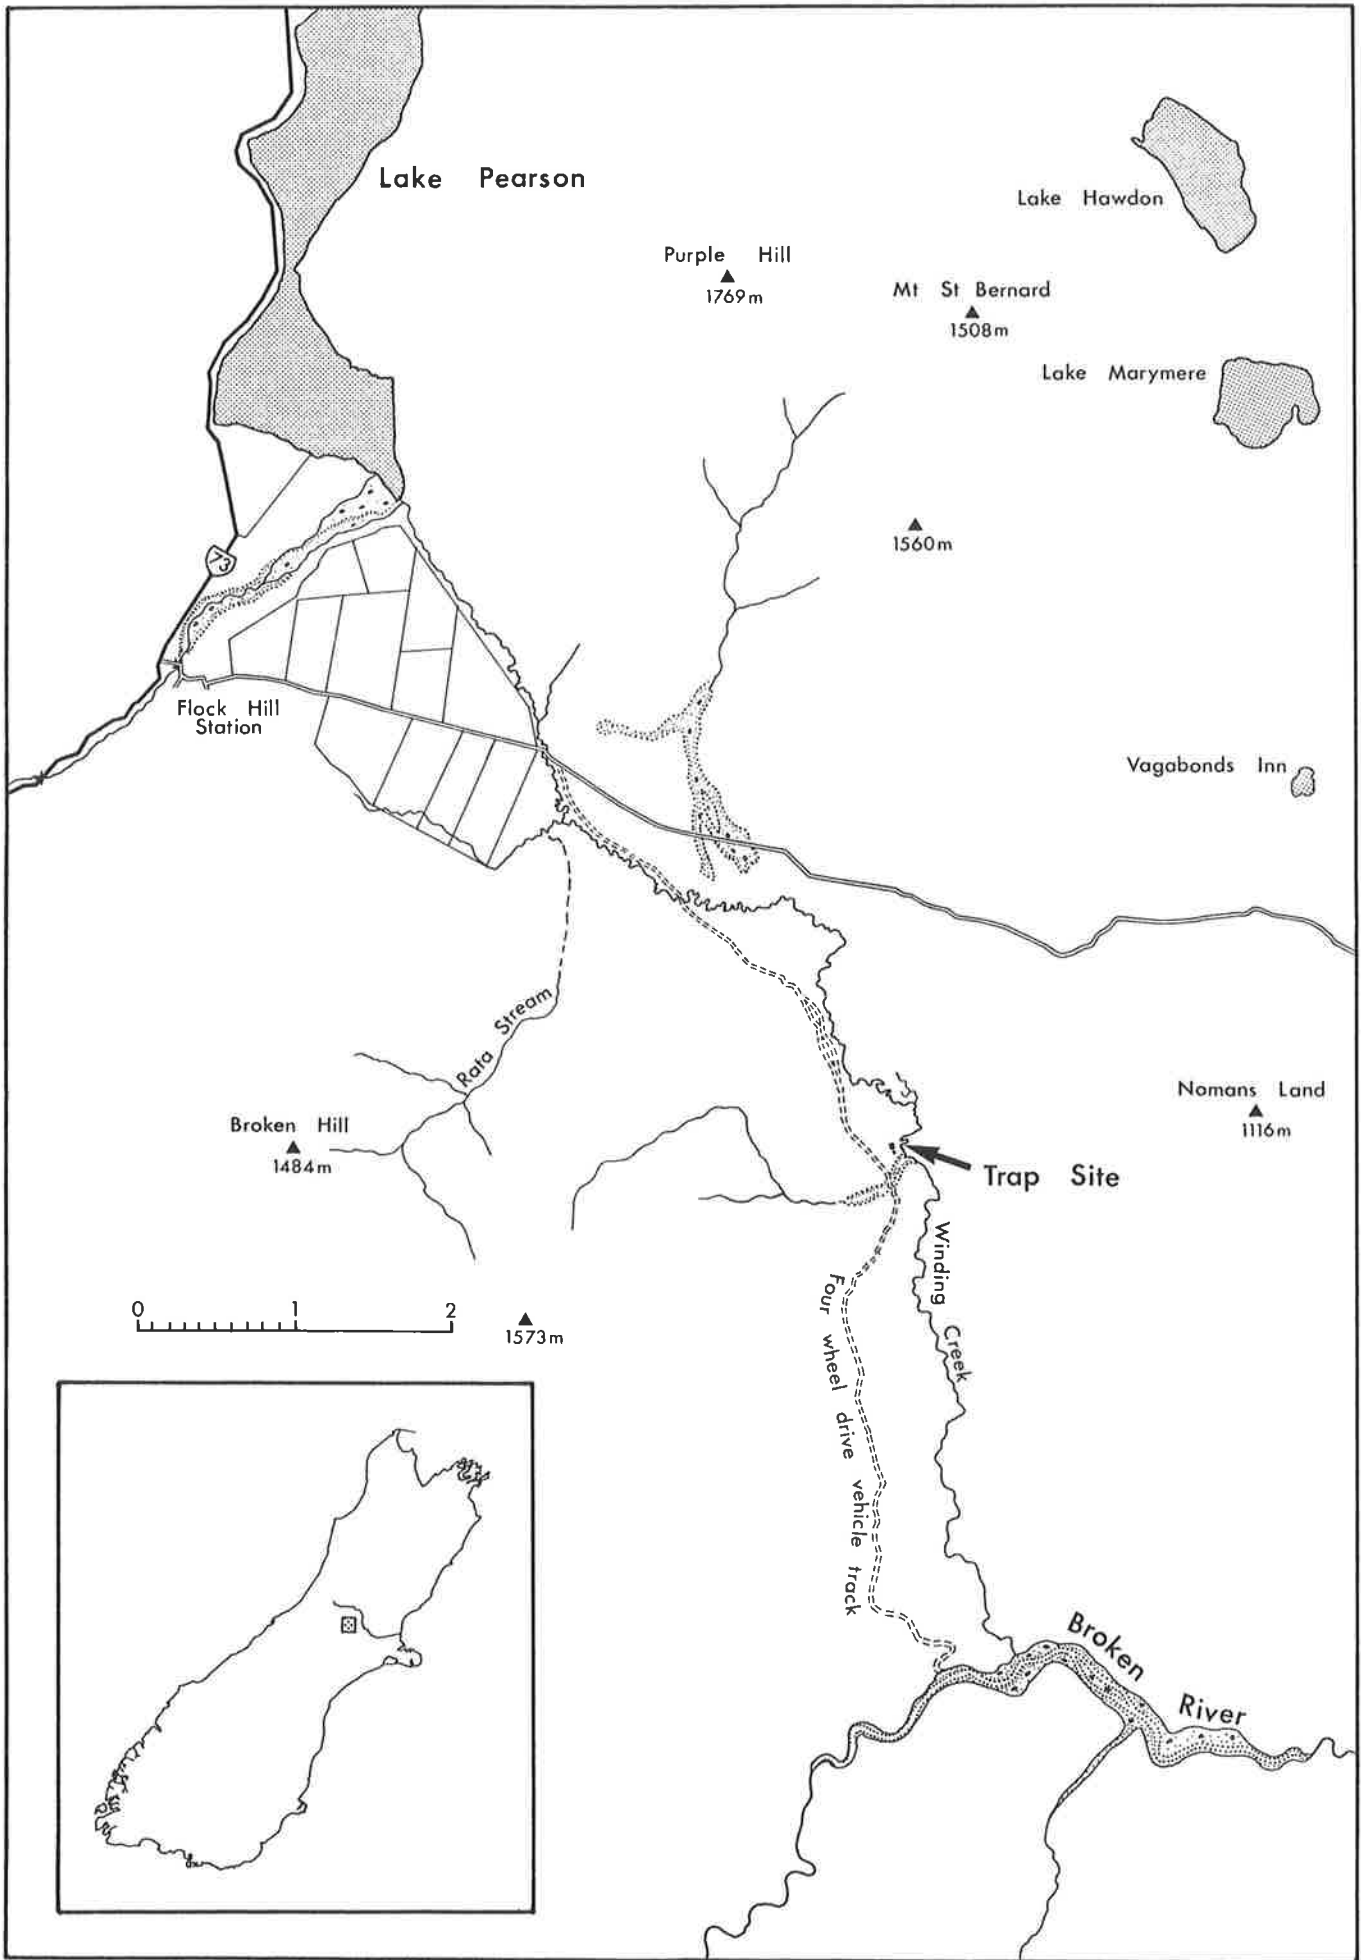 Lake Pearson
Lake Hawdon
Purple Hill
1769m
Mt St Bernard
1508m
Lake Marymere
1560m
73
Flock Hill
Station
Vagabonds Inn
Rata Stream
Nomans Land
1116m
Broken Hill
1484m
Trap Site
Winding Creek
Four wheel drive vehicle track
0 1 2
1573m
Broken River